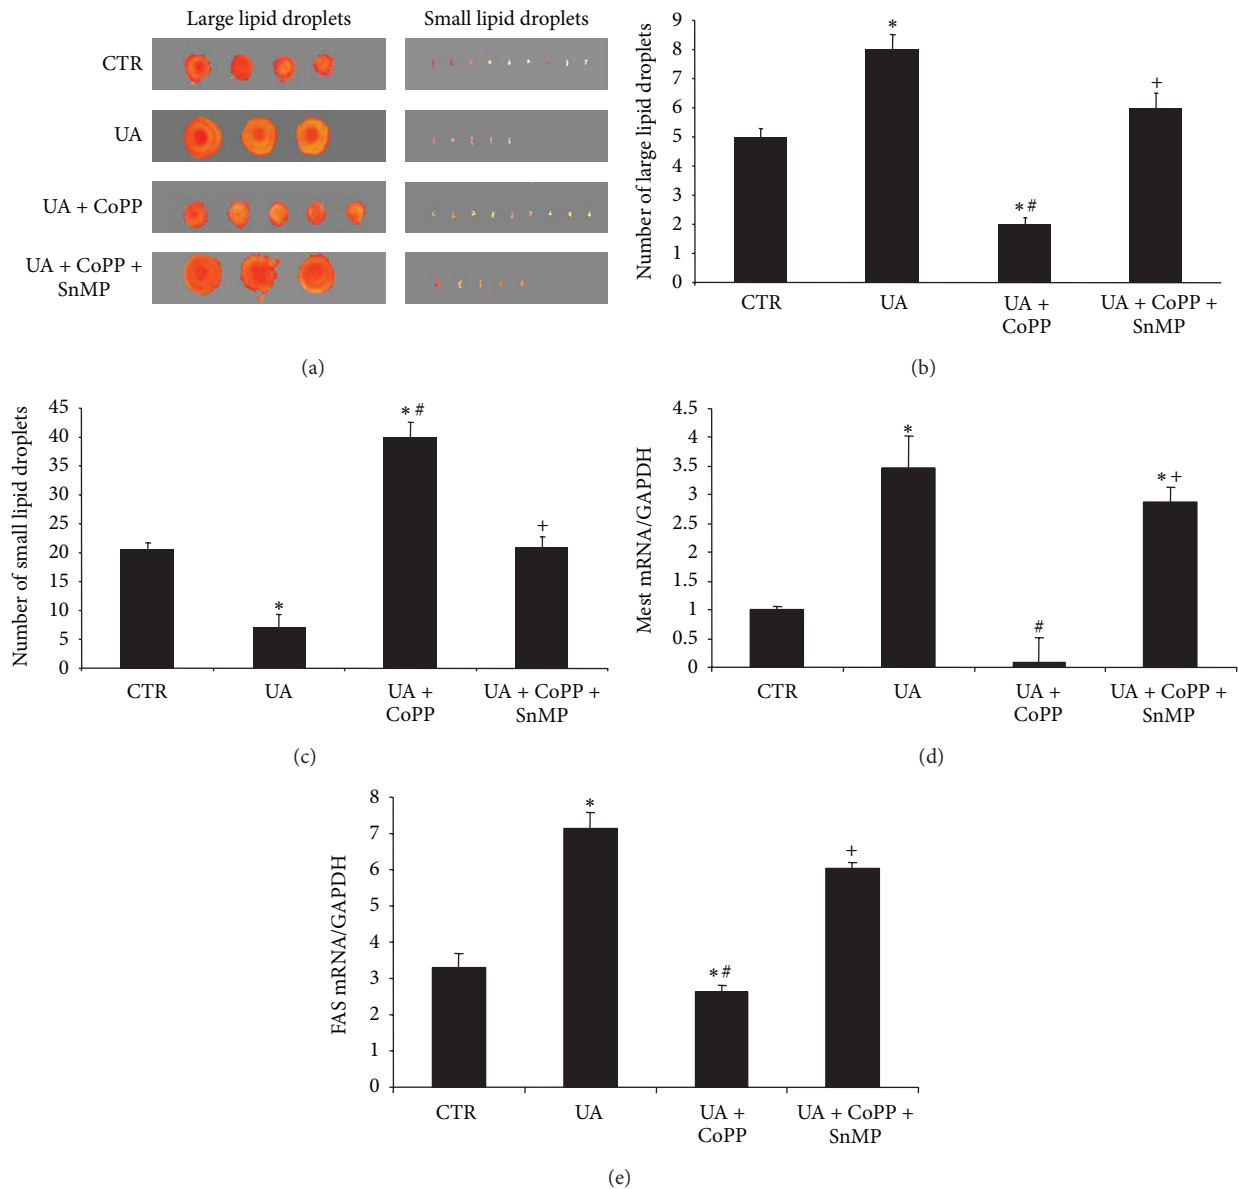 Large lipid droplets
Small lipid droplets
CTR
UA
UA + CoPP
UA + CoPP +
SnMP
(a)
Number of large lipid droplets
9
8
7
6
5
4
3
2
1
0
*
* #
+
CTR
UA
UA +
CoPP
UA + CoPP +
SnMP
(b)
Number of small lipid droplets
45
40
35
30
25
20
15
10
5
0
*
* #
+
CTR
UA
UA +
CoPP
UA + CoPP +
SnMP
(c)
Mest mRNA/GAPDH
4.5
4
3.5
3
2.5
2
1.5
1
0.5
0
*
#
* +
CTR
UA
UA +
CoPP
UA + CoPP +
SnMP
(d)
FAS mRNA/GAPDH
8
7
6
5
4
3
2
1
0
*
* #
+
CTR
UA
UA +
CoPP
UA + CoPP +
SnMP
(e)